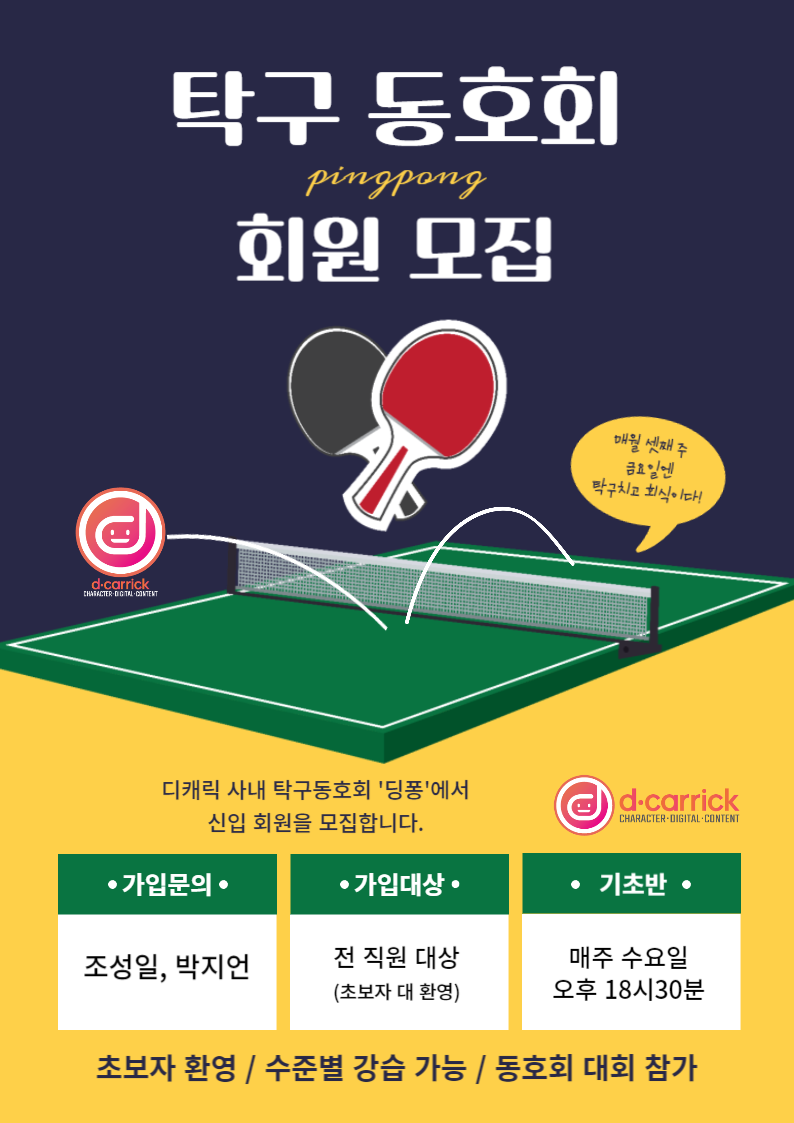 탁구 동호회
pingpong
회원 모집
매월 셋째 주
금요일엔
탁구치고 회식이다!
d·carrick
CHARACTER·DIGITAL·CONTENT
디캐릭 사내 탁구동호회 '딩퐁'에서
신입 회원을 모집합니다.
d·carrick
CHARACTER·DIGITAL·CONTENT
• 가입문의 •
조성일, 박지언
• 가입대상 •
전 직원 대상
(초보자 대 환영)
• 기초반 •
매주 수요일
오후 18시30분
초보자 환영 / 수준별 강습 가능 / 동호회 대회 참가